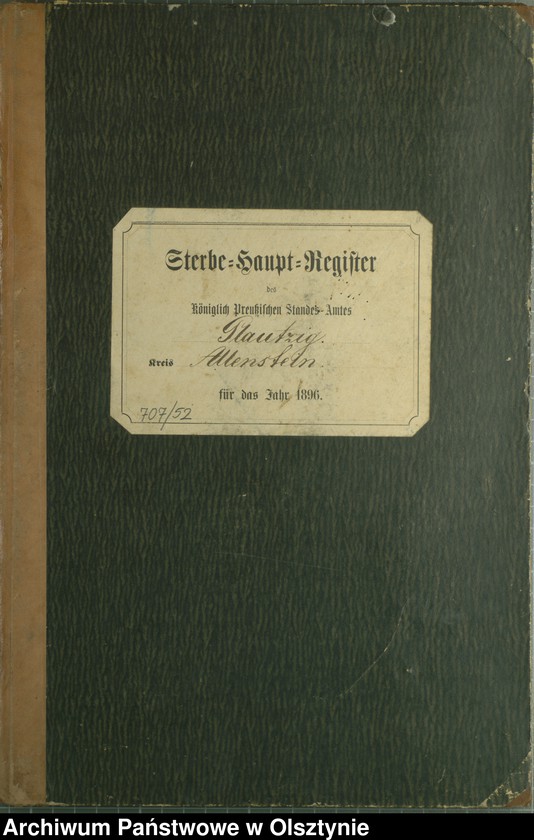 Sterbe-Haupt-Register
des
Königlich Preußischen Standes-Amtes
Plautzig.
Kreis Allenstein.
für das Jahr 1896.
707/52
Archiwum Państwowe w Olsztynie